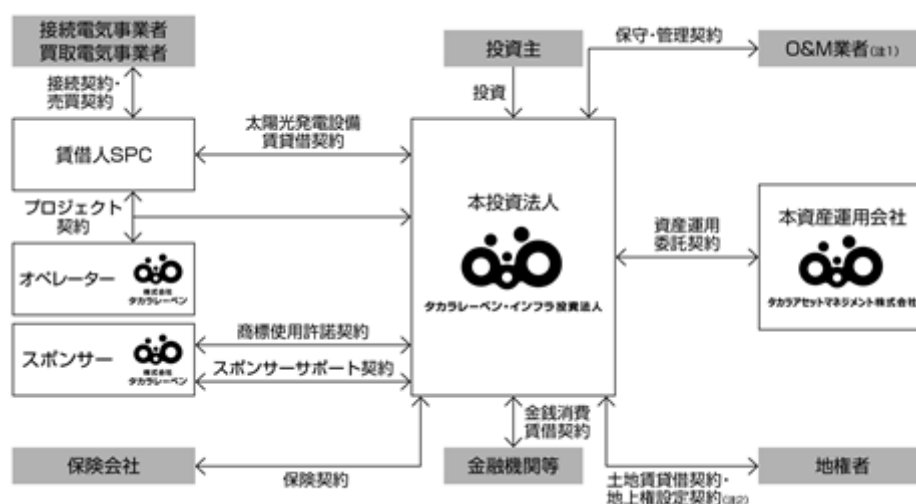 接続電気事業者
買取電気事業者
投資主
保守・管理契約
O&M業者(注1)
接続契約・
売買契約
投資
太陽光発電設備
賃貸借契約
賃借人SPC
本投資法人
タカラレーベン・インフラ投資法人
プロジェクト
契約
資産運用
委託契約
本資産運用会社
タカラアセットマネジメント株式会社
オペレーター
株式会社
タカラレーベン
スポンサー
株式会社
タカラレーベン
商標使用許諾契約
スポンサーサポート契約
金銭消費
賃借契約
保険会社
保険契約
金融機関等
土地賃貸借契約・
地上権設定契約(注2)
地権者